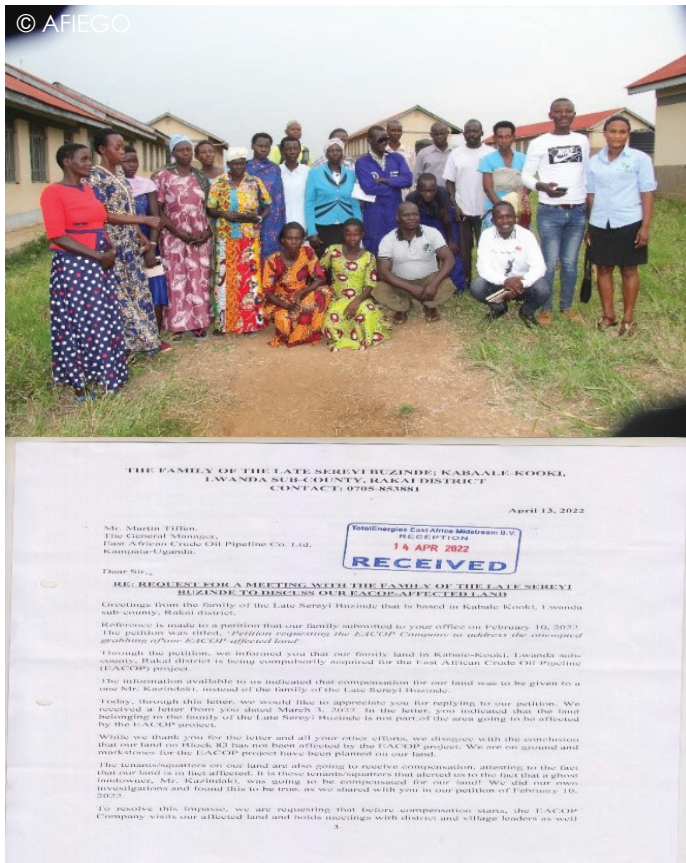 © AFIEGO
THE FAMILY OF THE LATE SEREYI BUZINDE; KABAALE-KOOKI,
LWANDA SUB-COUNTY, RAKAI DISTRICT
CONTACT: 0705-853881
April 13, 2022
Mr. Martin Tiffen,
The General Manager,
East African Crude Oil Pipeline Co. Ltd.
Kampala-Uganda.
TotalEnergies East Africa Midstream B.V.
RECEPTION
14 APR 2022
RECEIVED
Dear Sir.,
RE: REQUEST FOR A MEETING WITH THE FAMILY OF THE LATE SEREYI
BUZINDE TO DISCUSS OUR EACOP-AFFECTED LAND
Greetings from the family of the Late Sereyi Buzinde that is based in Kabale-Kooki, Lwanda
sub-county, Rakai district.
Reference is made to a petition that our family submitted to your office on February 10, 2022.
The petition was titled, "Petition requesting the EACOP Company to address the attempted
grabbing of our EACOP affected land".
Through the petition, we informed you that our family land in Kabale-Kooki, Lwanda sub-
county, Rakai district is being compulsorily acquired for the East African Crude Oil Pipeline
(EACOP) project.
The information available to us indicated that compensation for our land was to be given to a
one Mr. Kazindaki, instead of the family of the Late Sereyi Buzinde.
Today, through this letter, we would like to appreciate you for replying to our petition. We
received a letter from you dated March 3, 2022. In the letter, you indicated that the land
belonging to the family of the Late Sereyi Buzinde is not part of the area going to be affected
by the EACOP project.
While we thank you for the letter and all your other efforts, we disagree with the conclusion
that our land on Block 83 has not been affected by the EACOP project. We are on ground and
markstones for the EACOP project have been planted on our land.
The tenants/squatters on our land are also going to receive compensation, attesting to the fact
that our land is in fact affected. It is those tenants/squatters that alerted us to the fact that a ghost
landowner, Mr. Kazindaki, was going to be compensated for our land! We did our own
investigations and found this to be true, as we shared with you in our petition of February 10,
2022.
To resolve this impasse, we are requesting that before compensation starts, the EACOP
Company visits our affected land and holds meetings with district and village leaders as well